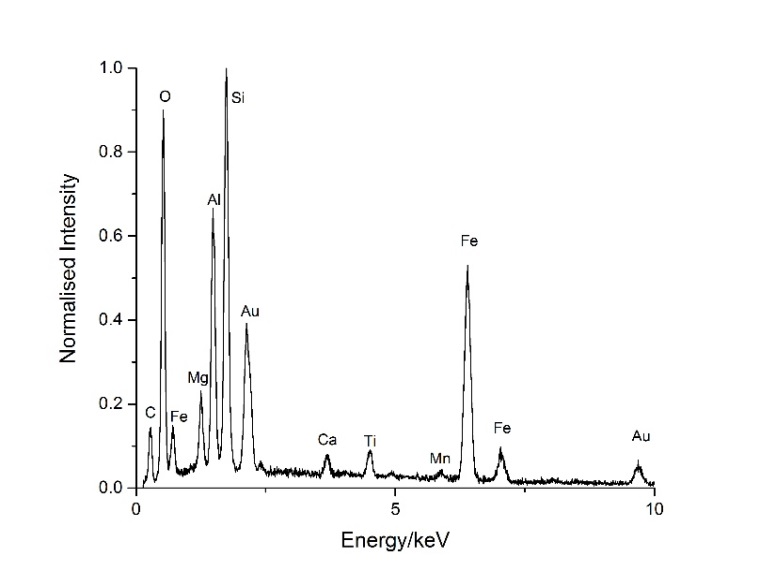 1.0
O
Si
0.8
Al
Normalised Intensity
0.6
Fe
0.4
Au
Mg
0.2
C
Fe
Ca
Ti
Mn
Fe
Au
0.0
0
5
10
Energy/keV